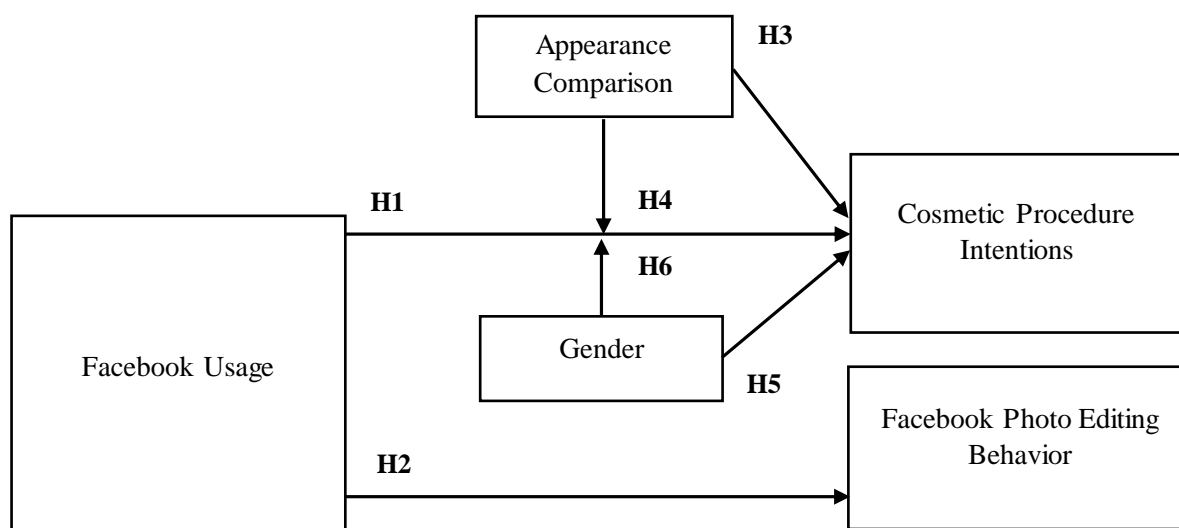 Appearance
Comparison
H3
H1
H4
Cosmetic Procedure
Intentions
H6
Facebook Usage
Gender
H5
Facebook Photo Editing
Behavior
H2